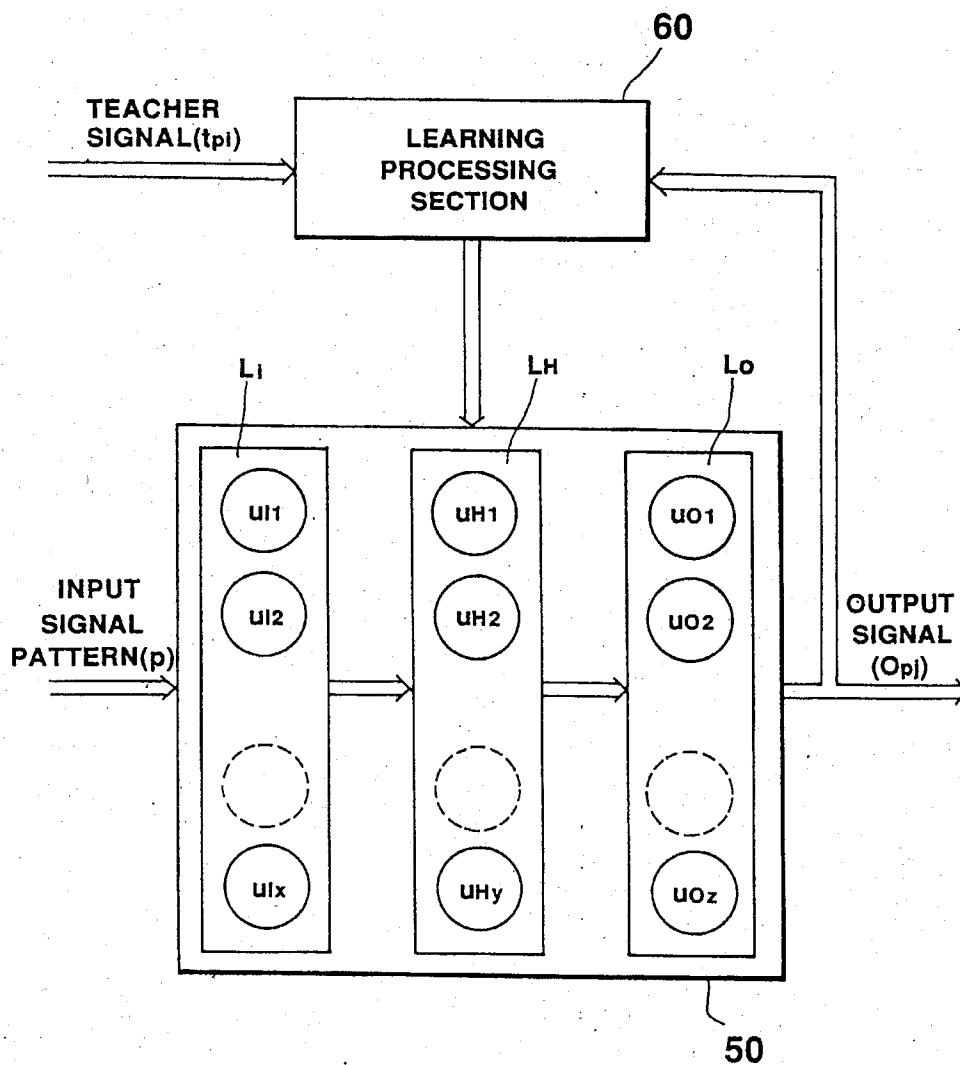 60
TEACHER
SIGNAL(tpi)
LEARNING
PROCESSING
SECTION
LI
LH
LO
uI1
uH1
uO1
uI2
uH2
uO2
INPUT
SIGNAL
PATTERN(p)
OUTPUT
SIGNAL
(Opj)
uIx
uHy
uOz
50